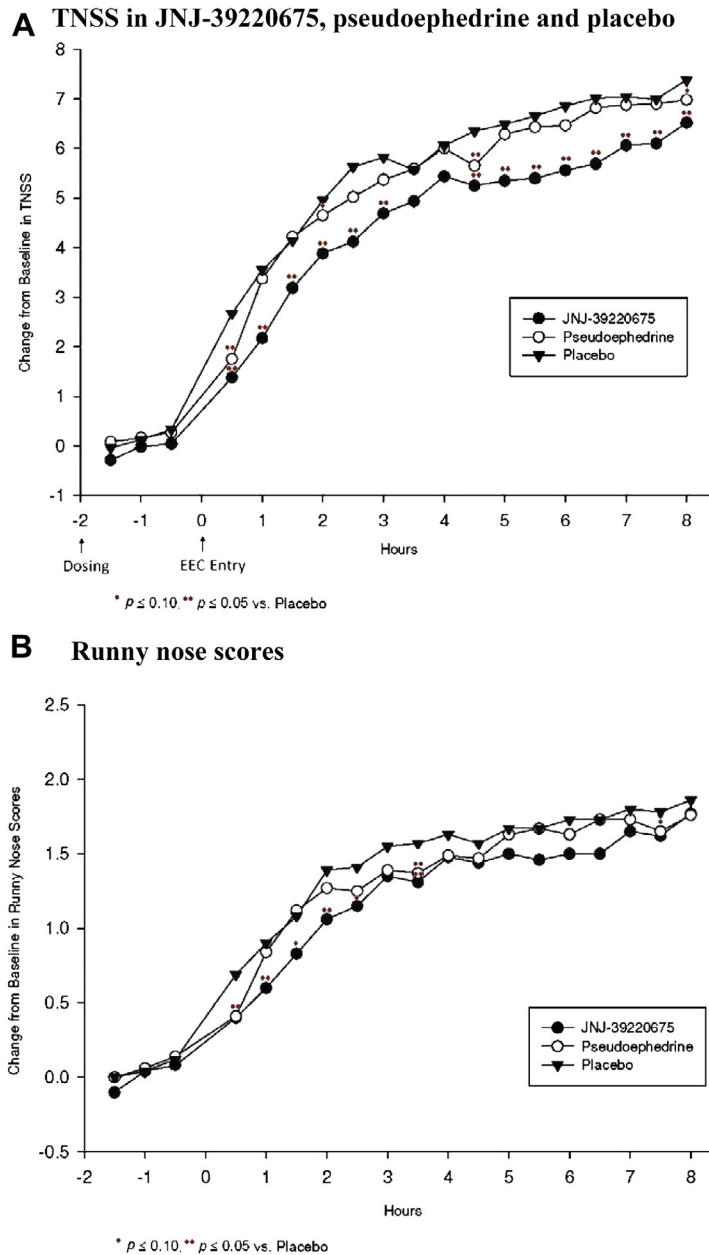 A TNSS in JNJ-39220675, pseudoephedrine and placebo
8
7
6
5
4
3
2
1
0
-1
Change from Baseline in TNSS
JNJ-39220675
Pseudoephedrine
Placebo
-2 -1 0 1 2 3 4 5 6 7 8
Dosing
EEC Entry
Hours
* p ≤ 0.10, ** p ≤ 0.05 vs. Placebo
B Runny nose scores
2.5
2.0
1.5
1.0
0.5
0.0
-0.5
Change from Baseline in Runny Nose Scores
JNJ-39220675
Pseudoephedrine
Placebo
-2 -1 0 1 2 3 4 5 6 7 8
Hours
* p ≤ 0.10, ** p ≤ 0.05 vs. Placebo